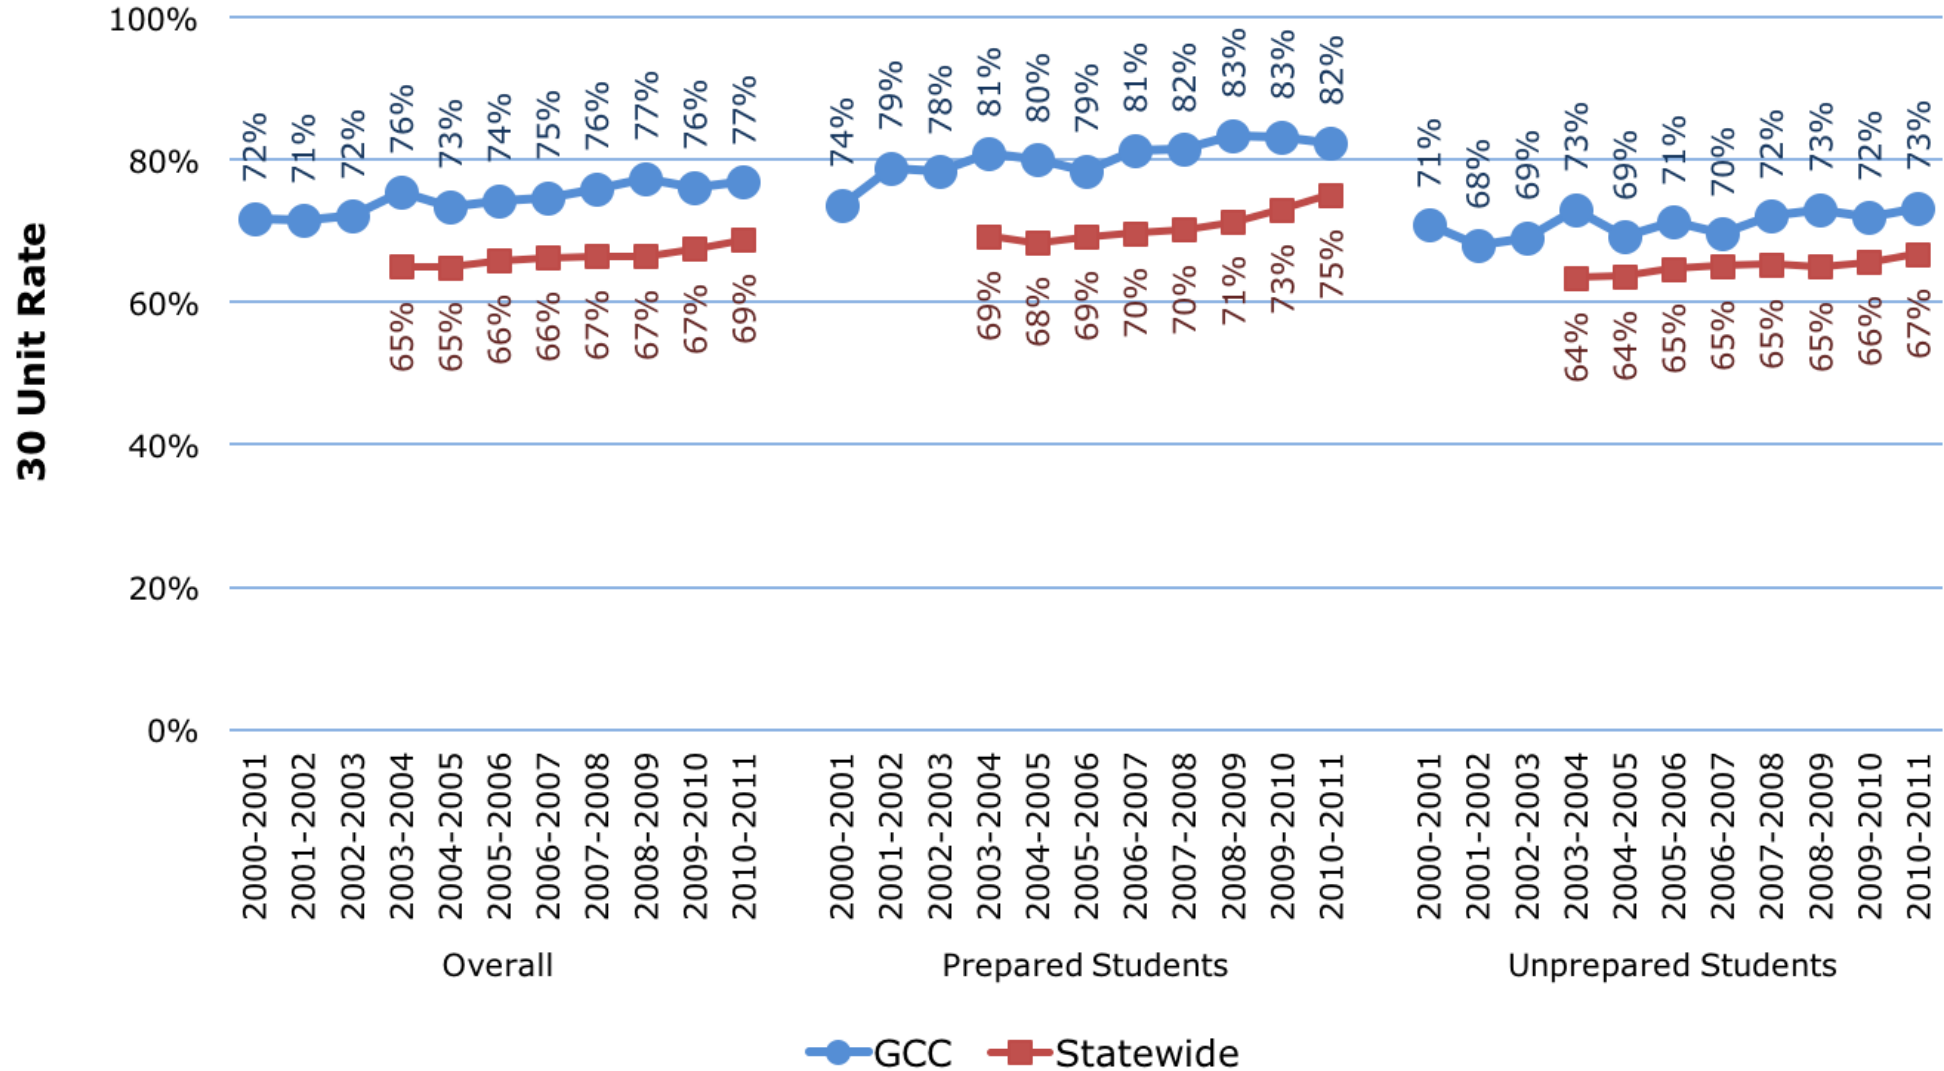 100%
80%
60%
40%
20%
0%
30 Unit Rate
72% 71% 72% 76% 73% 74% 75% 76% 77% 76% 77%
65% 65% 66% 66% 67% 67% 67% 69%
74% 79% 78% 81% 80% 79% 81% 82% 83% 83% 82%
69% 68% 69% 70% 70% 71% 73% 75%
71% 68% 69% 73% 69% 71% 70% 72% 73% 72% 73%
64% 64% 65% 65% 65% 65% 66% 67%
2000-2001 2001-2002 2002-2003 2003-2004 2004-2005 2005-2006 2006-2007 2007-2008 2008-2009 2009-2010 2010-2011
2000-2001 2001-2002 2002-2003 2003-2004 2004-2005 2005-2006 2006-2007 2007-2008 2008-2009 2009-2010 2010-2011
2000-2001 2001-2002 2002-2003 2003-2004 2004-2005 2005-2006 2006-2007 2007-2008 2008-2009 2009-2010 2010-2011
Overall Prepared Students Unprepared Students
GCC Statewide